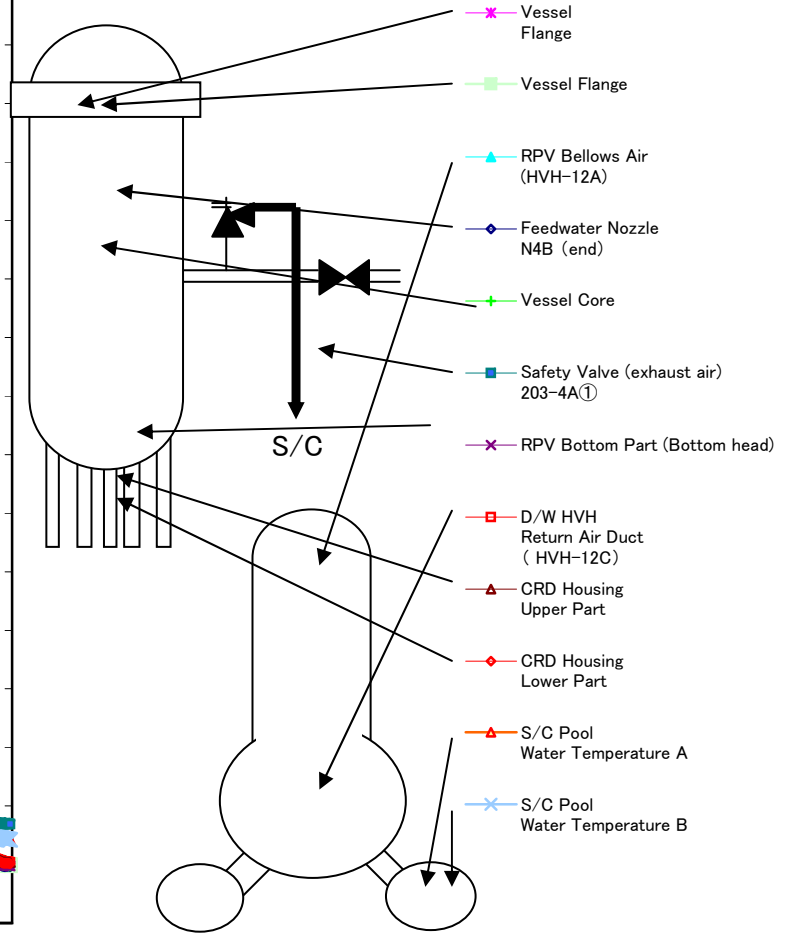 Vessel
Flange
Vessel Flange
RPV Bellows Air
(HVH-12A)
Feedwater Nozzle
N4B (end)
Vessel Core
Safety Valve (exhaust air)
203-4A①
S/C
RPV Bottom Part (Bottom head)
D/W HVH
Return Air Duct
( HVH-12C)
CRD Housing
Upper Part
CRD Housing
Lower Part
S/C Pool
Water Temperature A
S/C Pool
Water Temperature B